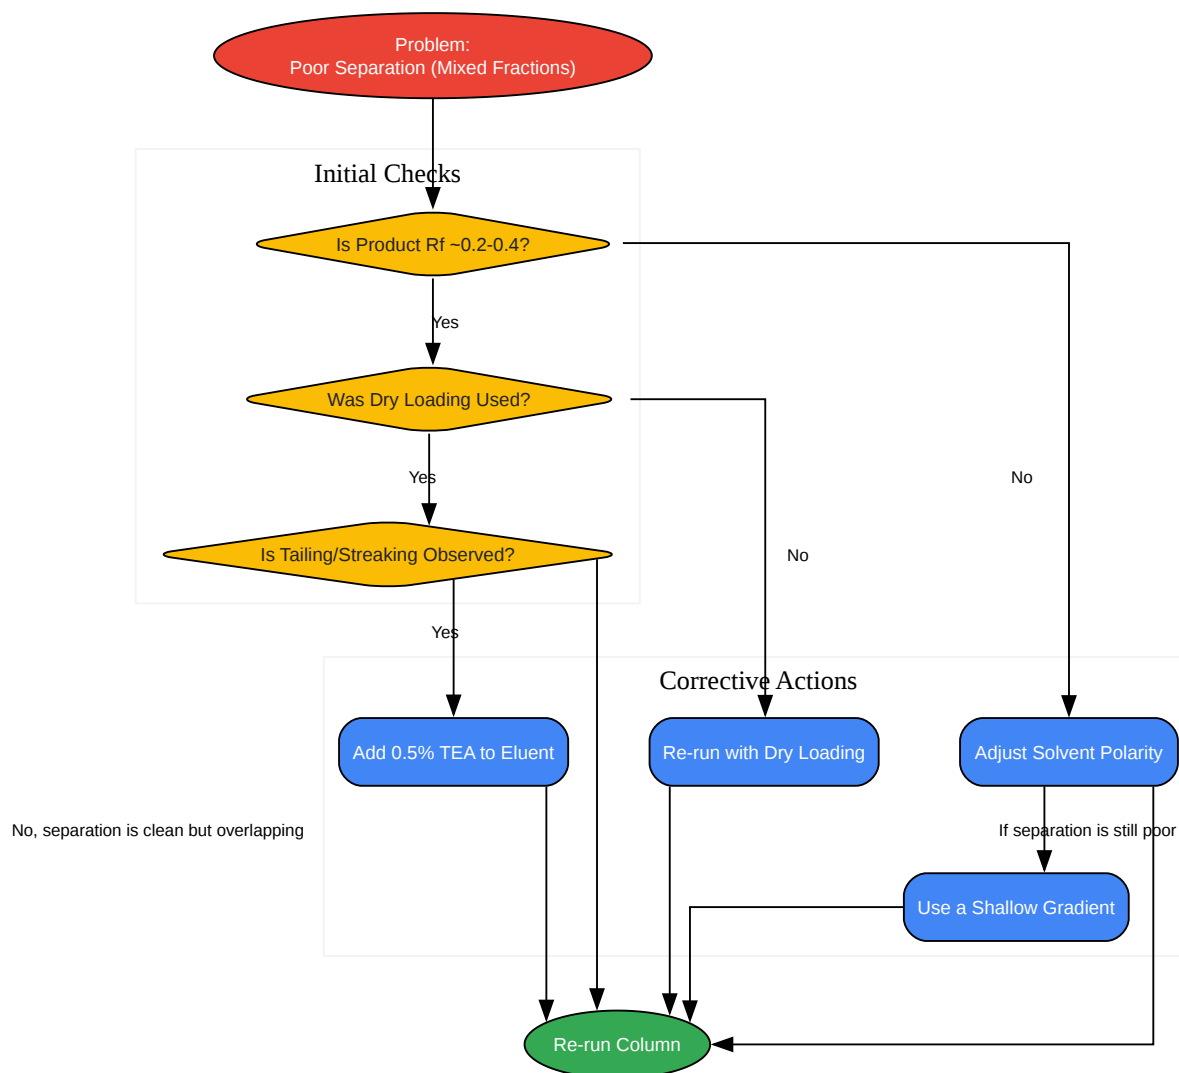 Problem:
Poor Separation (Mixed Fractions)
Initial Checks
Is Product Rf ~0.2-0.4?
Yes
Was Dry Loading Used?
Yes
No
Is Tailing/Streaking Observed?
No
Yes
Corrective Actions
Add 0.5% TEA to Eluent
Re-run with Dry Loading
Adjust Solvent Polarity
No, separation is clean but overlapping
If separation is still poor
Use a Shallow Gradient
Re-run Column